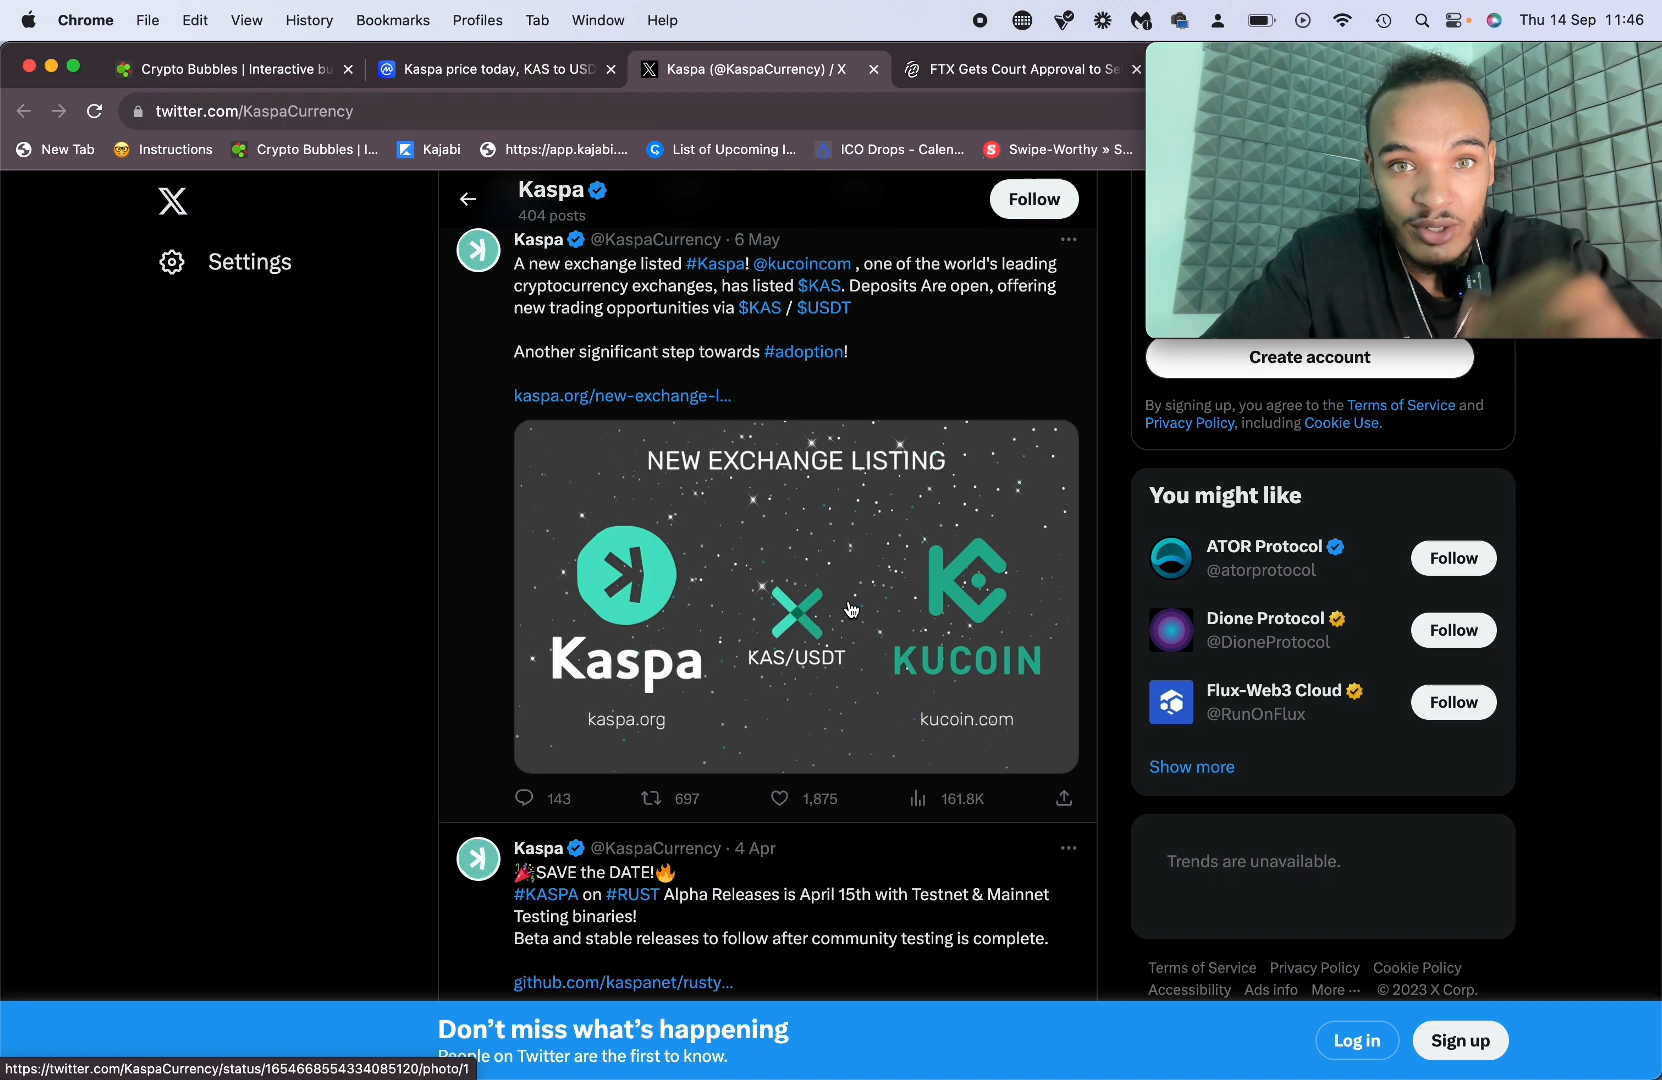 Chrome File Edit View History Bookmarks Profiles Tab Window Help Thu 14 Sep 11:46
Crypto Bubbles | Interactive bu Kaspa price today, KAS to USD Kaspa (@KaspaCurrency) / X FTX Gets Court Approval to Se
twitter.com/KaspaCurrency
New Tab Instructions Crypto Bubbles | I... Kajabi https://app.kajabi.... List of Upcoming I... ICO Drops - Calen... Swipe-Worthy » S...
Settings
Kaspa
404 posts
Follow
Kaspa @KaspaCurrency · 6 May
A new exchange listed #Kaspa! @kucoincom , one of the world's leading
cryptocurrency exchanges, has listed $KAS. Deposits Are open, offering
new trading opportunities via $KAS / $USDT
Another significant step towards #adoption!
kaspa.org/new-exchange-l...
NEW EXCHANGE LISTING
Kaspa
KAS/USDT
KUCOIN
kaspa.org
kucoin.com
143 697 1,875 161.8K
Kaspa @KaspaCurrency · 4 Apr
🎉SAVE the DATE!🔥
#KASPA on #RUST Alpha Releases is April 15th with Testnet & Mainnet
Testing binaries!
Beta and stable releases to follow after community testing is complete.
github.com/kaspanet/rusty...
Create account
By signing up, you agree to the Terms of Service and
Privacy Policy, including Cookie Use.
You might like
ATOR Protocol
@atorprotocol
Follow
Dione Protocol
@DioneProtocol
Follow
Flux-Web3 Cloud
@RunOnFlux
Follow
Show more
Trends are unavailable.
Terms of Service Privacy Policy Cookie Policy
Accessibility Ads info More ··· © 2023 X Corp.
Don't miss what's happening
People on Twitter are the first to know.
Log in
Sign up
https://twitter.com/KaspaCurrency/status/1654668554334085120/photo/1